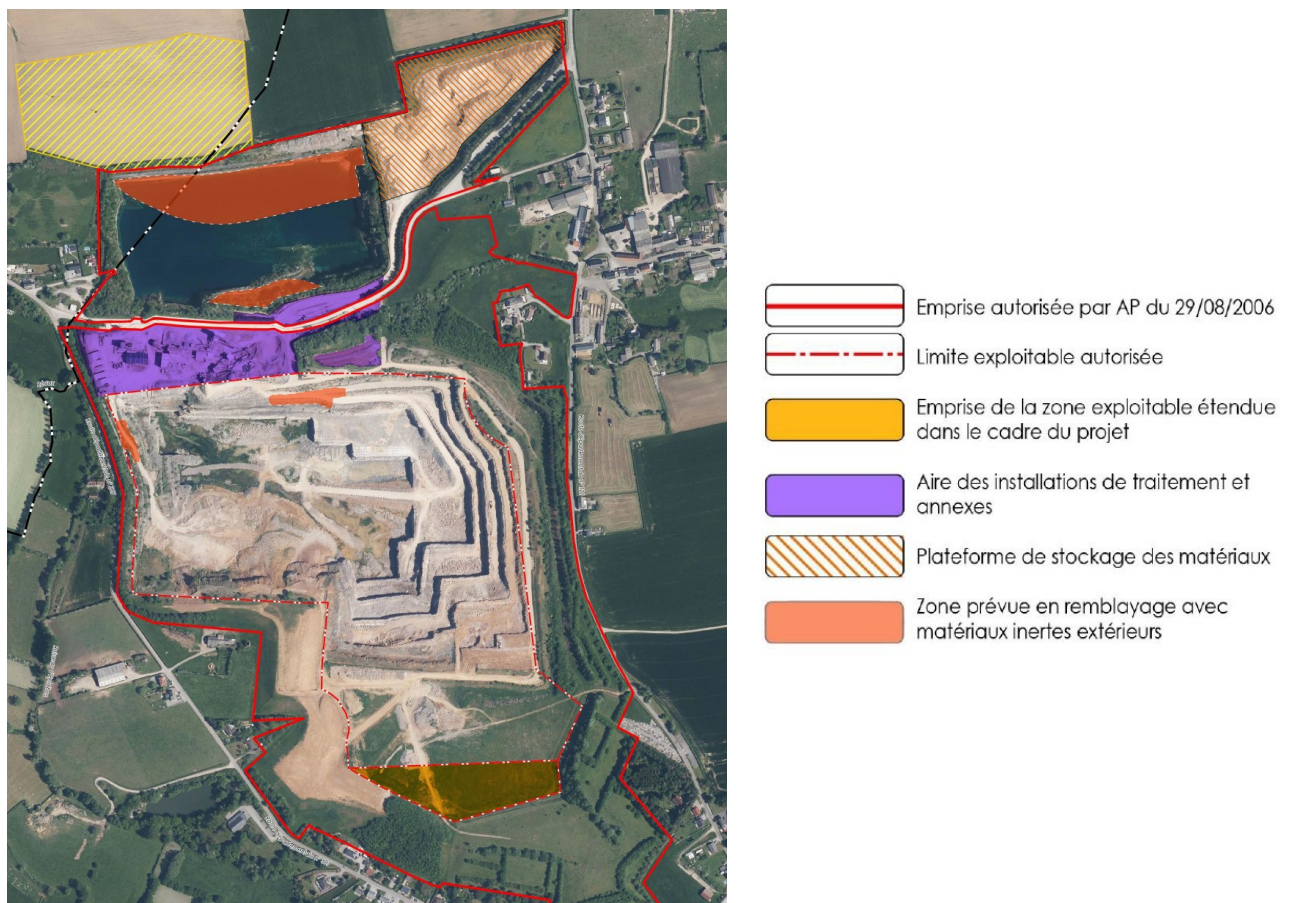 Emprise autorisée par AP du 29/08/2006
Limite exploitable autorisée
Emprise de la zone exploitable étendue
dans le cadre du projet
Aire des installations de traitement et
annexes
Plateforme de stockage des matériaux
Zone prévue en remblayage avec
matériaux inertes extérieurs